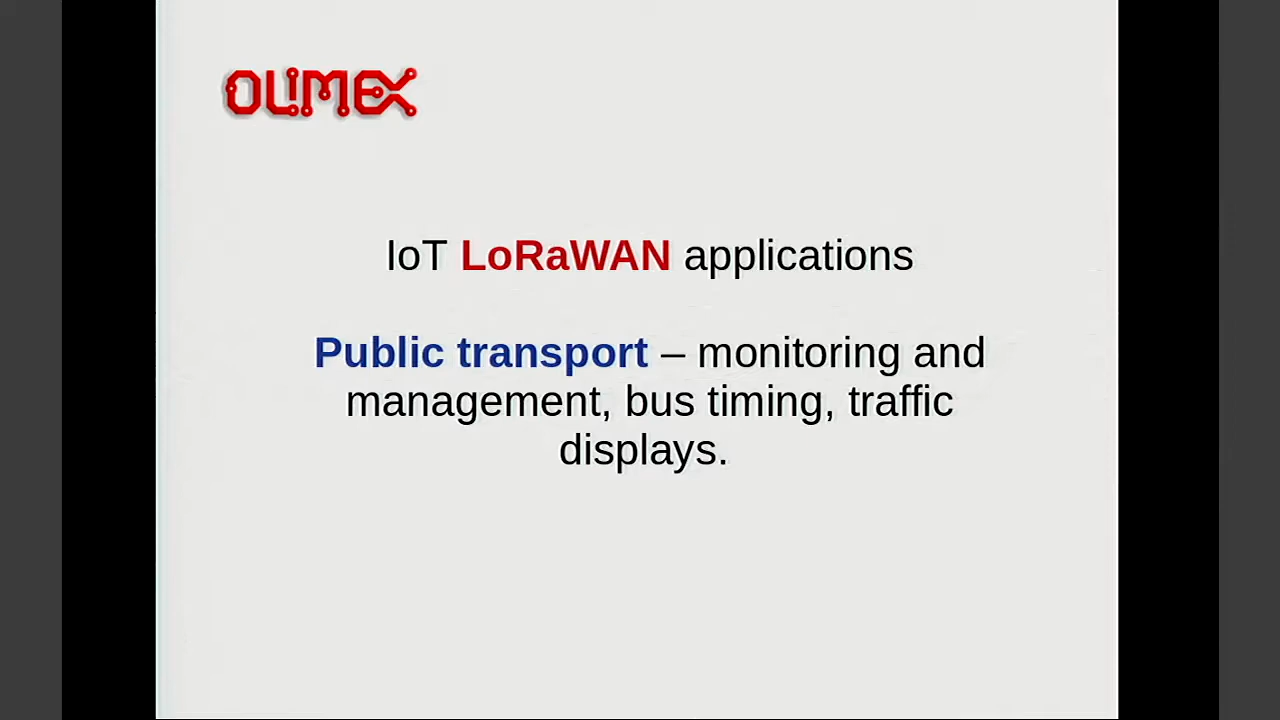 OLIMEX
IoT LoRaWAN applications
Public transport – monitoring and
management, bus timing, traffic
displays.